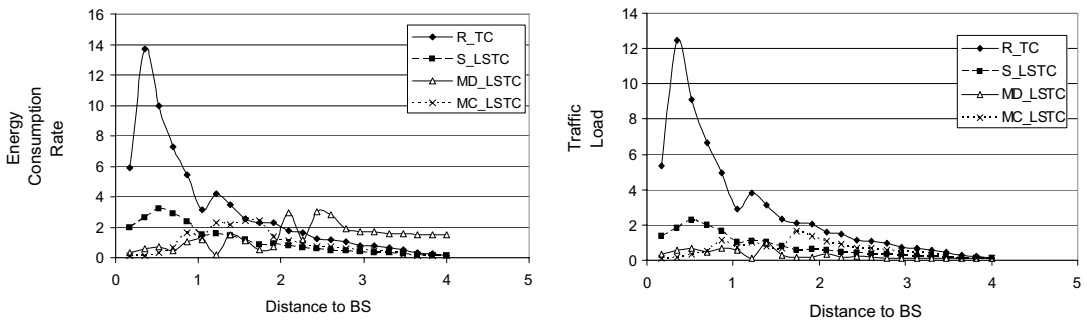 16
14
12
10
8
6
4
2
0
0
1
2
3
4
5
Energy
Consumption
Rate
Distance to BS
R_TC
S_LSTC
MD_LSTC
MC_LSTC
14
12
10
8
6
4
2
0
0
1
2
3
4
5
Traffic
Load
Distance to BS
R_TC
S_LSTC
MD_LSTC
MC_LSTC